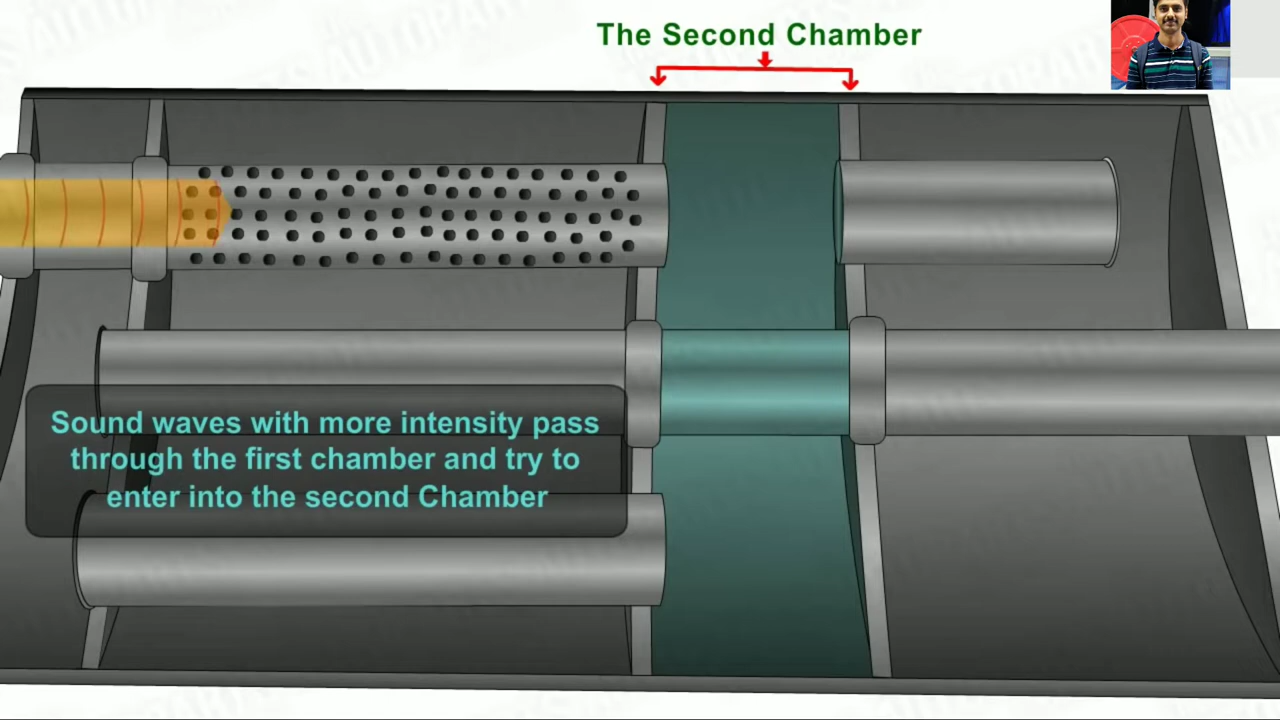 The Second Chamber
Sound waves with more intensity pass
through the first chamber and try to
enter into the second Chamber